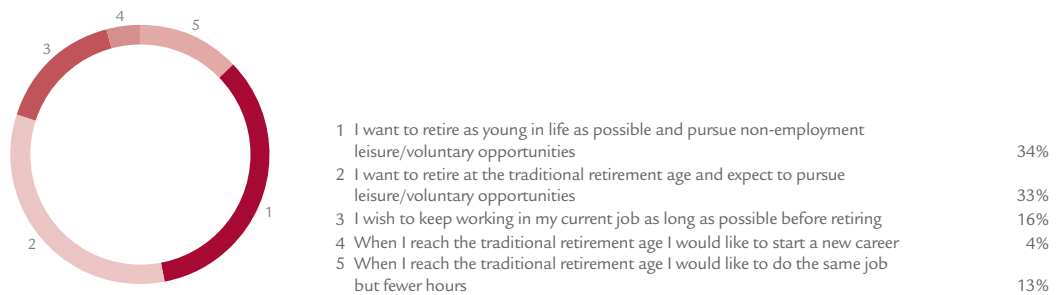 4
5
3
1 I want to retire as young in life as possible and pursue non-employment
leisure/voluntary opportunities 34%
2 I want to retire at the traditional retirement age and expect to pursue
leisure/voluntary opportunities 33%
1
3 I wish to keep working in my current job as long as possible before retiring 16%
2
4 When I reach the traditional retirement age I would like to start a new career 4%
5 When I reach the traditional retirement age I would like to do the same job
but fewer hours 13%